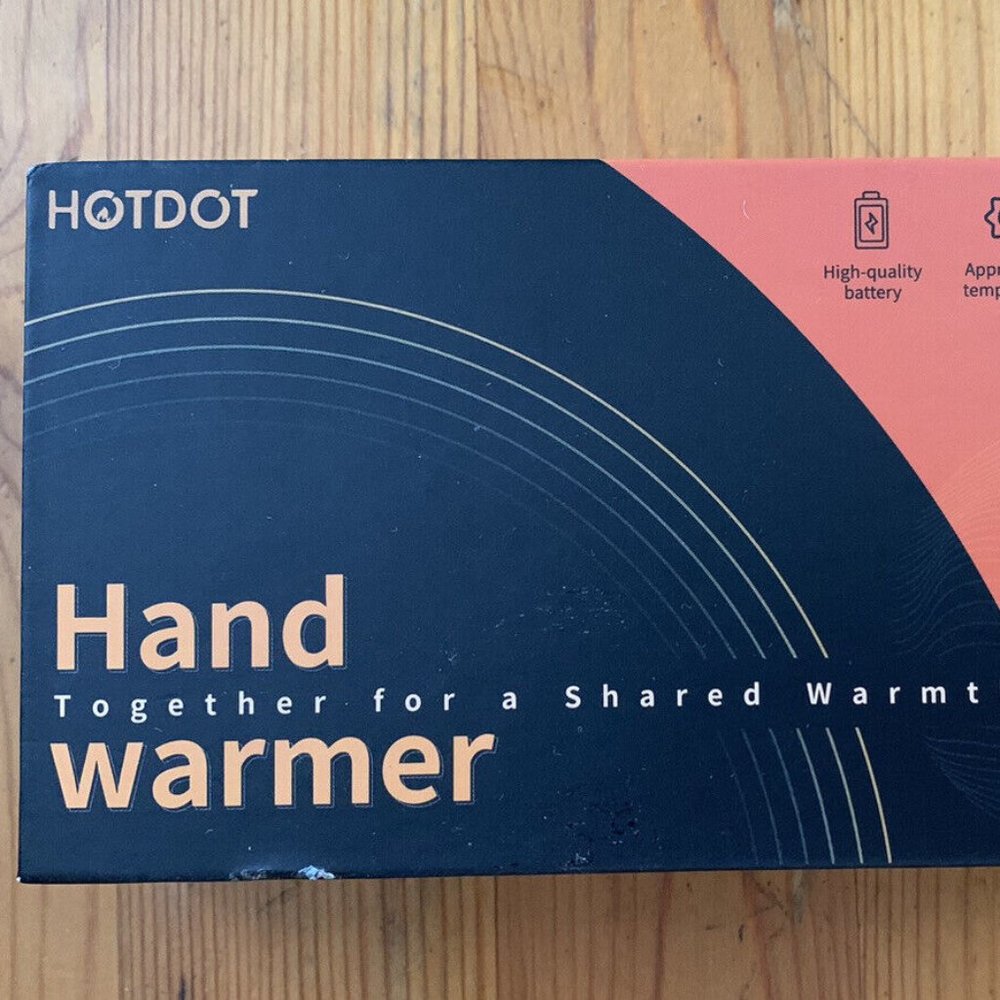 HOTDOT
High-quality
battery
Hand
Together for a Shared
warmer